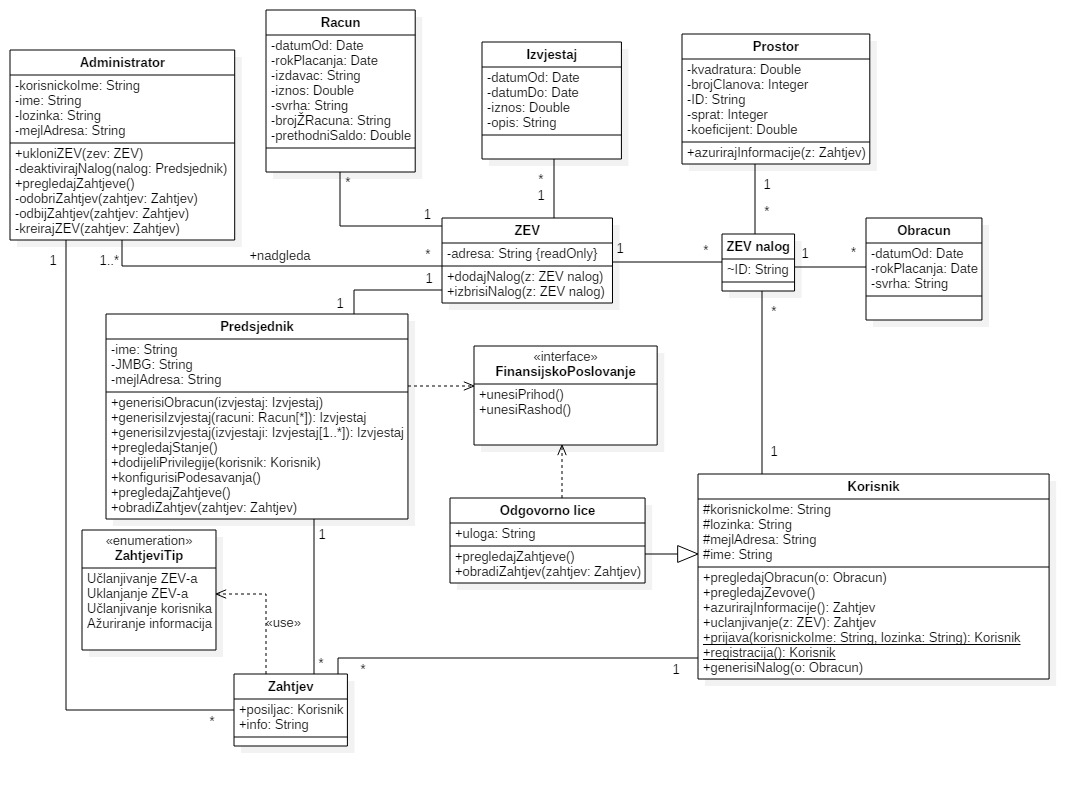 Administrator
-korisnickoIme: String
-ime: String
-lozinka: String
-mejlAdresa: String
+ukloniZEV(zev: ZEV)
-deaktivirajNalog(nalog: Predsjednik)
+pregledajZahtjeve()
-odobriZahtjev(zahtjev: Zahtjev)
-odbijZahtjev(zahtjev: Zahtjev)
-kreirajZEV(zahtjev: Zahtjev)
Racun
-datumOd: Date
-rokPlacanja: Date
-izdavac: String
-iznos: Double
-svrha: String
-brojŽRacuna: String
-prethodniSaldo: Double
Izvjestaj
-datumOd: Date
-datumDo: Date
-iznos: Double
-opis: String
Prostor
-kvadratura: Double
-brojClanova: Integer
-ID: String
-sprat: Integer
-koeficijent: Double
+azurirajInformacije(z: Zahtjev)
*
1
*
1
1
*
ZEV
-adresa: String {readOnly}
+dodajNalog(z: ZEV nalog)
+izbrisiNalog(z: ZEV nalog)
1
*
ZEV nalog
~ID: String
1
*
Obracun
-datumOd: Date
-rokPlacanja: Date
-svrha: String
1
1..*
+nadgleda
*
1
1
Predsjednik
-ime: String
-JMBG: String
-mejlAdresa: String
+generisiObracun(izvjestaj: Izvjestaj)
+generisiIzvjestaj(racuni: Racun[*]): Izvjestaj
+generisiIzvjestaj(izvjestaji: Izvjestaj[1..*]): Izvjestaj
+pregledajStanje()
+dodijeliPrivilegije(korisnik: Korisnik)
+konfigurisiPodesavanja()
+pregledajZahtjeve()
+obradiZahtjev(zahtjev: Zahtjev)
«interface»
FinansijskoPoslovanje
+unesiPrihod()
+unesiRashod()
*
1
Odgovorno lice
+uloga: String
+pregledajZahtjeve()
+obradiZahtjev(zahtjev: Zahtjev)
Korisnik
#korisnickoIme: String
#lozinka: String
#mejlAdresa: String
#ime: String
+pregledajObracun(o: Obracun)
+pregledajZevove()
+azurirajInformacije(): Zahtjev
+uclanjivanje(z: ZEV): Zahtjev
+prijava(korisnickoIme: String, lozinka: String): Korisnik
+registracija(): Korisnik
+generisiNalog(o: Obracun)
«enumeration»
ZahtjeviTip
Učlanjivanje ZEV-a
Uklanjanje ZEV-a
Učlanjivanje korisnika
Ažuriranje informacija
«use»
1
*
*
1
Zahtjev
+posiljac: Korisnik
+info: String
*